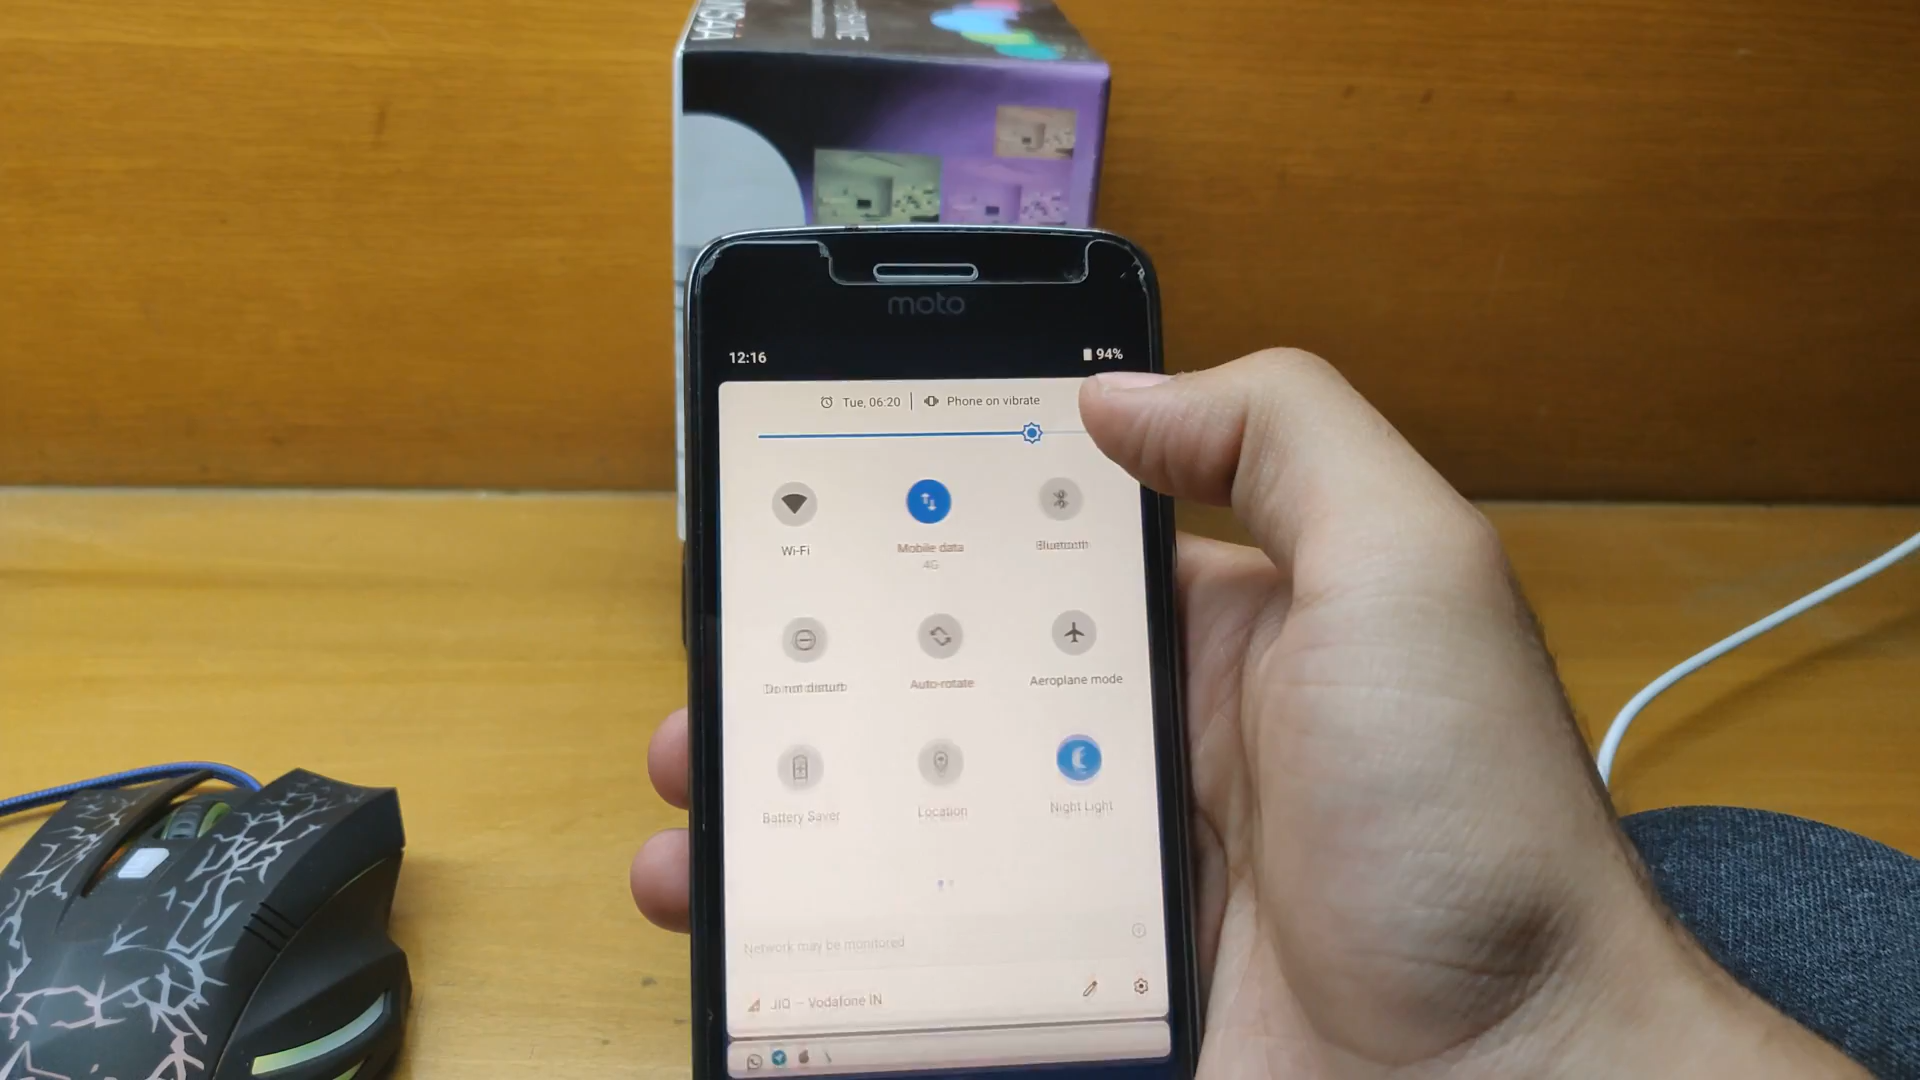 moto
12:16
94%
Tue, 06:20
Phone on vibrate
Wi-Fi
Mobile data
4G
Bluetooth
Do not disturb
Auto-rotate
Aeroplane mode
Battery Saver
Location
Night Light
Network may be monitored
JIO — Vodafone IN